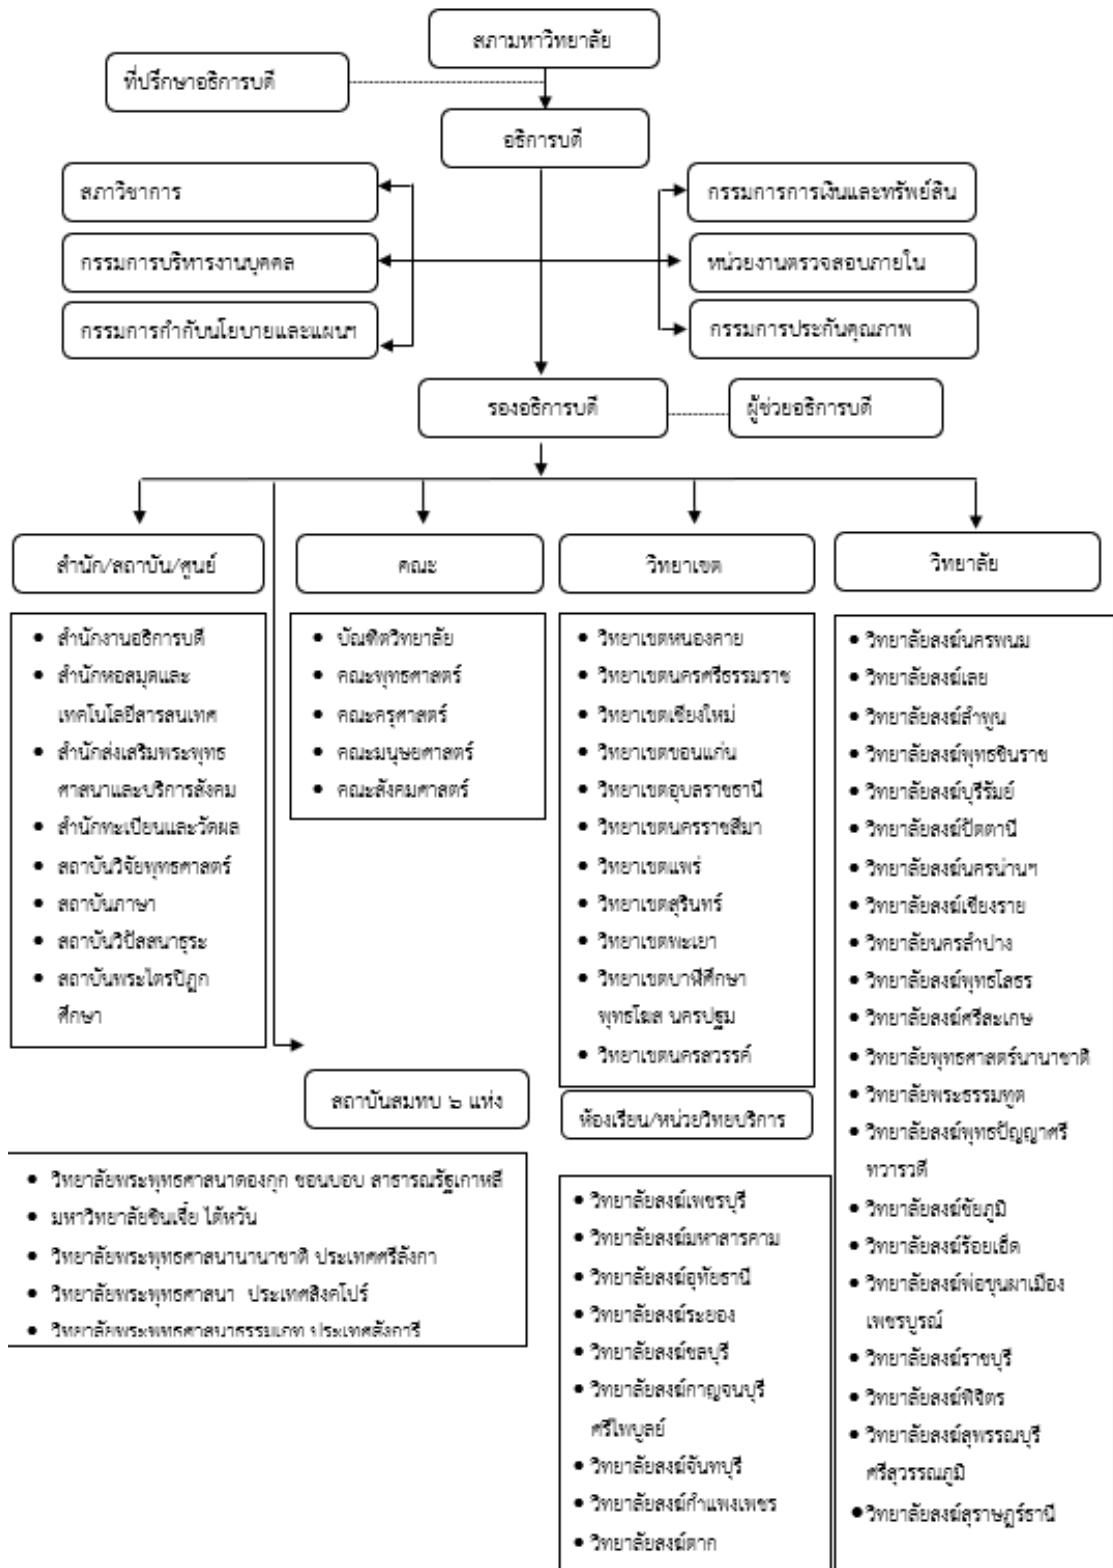 สภามหาวิทยาลัย
ที่ปรึกษาอธิการบดี
อธิการบดี
สภาวิชาการ
กรรมการการเงินและทรัพย์สิน
กรรมการบริหารงานบุคคล
หน่วยงานตรวจสอบภายใน
กรรมการกำกับนโยบายและแผนฯ
กรรมการประกันคุณภาพ
รองอธิการบดี
ผู้ช่วยอธิการบดี
สำนัก/สถาบัน/ศูนย์
คณะ
วิทยาเขต
วิทยาลัย
• สำนักงานอธิการบดี
• สำนักหอสมุดและ
เทคโนโลยีสารสนเทศ
• สำนักส่งเสริมพระพุทธ
ศาสนาและบริการสังคม
• สำนักทะเบียนและวัดผล
• สถาบันวิจัยพุทธศาสตร์
• สถาบันภาษา
• สถาบันวิปัสสนาธุระ
• สถาบันพระไตรปิฎก
ศึกษา
• บัณฑิตวิทยาลัย
• คณะพุทธศาสตร์
• คณะครุศาสตร์
• คณะมนุษยศาสตร์
• คณะสังคมศาสตร์
• วิทยาเขตหนองคาย
• วิทยาเขตนครศรีธรรมราช
• วิทยาเขตเชียงใหม่
• วิทยาเขตขอนแก่น
• วิทยาเขตอุบลราชธานี
• วิทยาเขตนครราชสีมา
• วิทยาเขตแพร่
• วิทยาเขตสุรินทร์
• วิทยาเขตพะเยา
• วิทยาเขตบาฬีศึกษา
พุทธโฆส นครปฐม
• วิทยาเขตนครสวรรค์
• วิทยาลัยสงฆ์นครพนม
• วิทยาลัยสงฆ์เลย
• วิทยาลัยสงฆ์ลำพูน
• วิทยาลัยสงฆ์พุทธชินราช
• วิทยาลัยสงฆ์บุรีรัมย์
• วิทยาลัยสงฆ์ปัตตานี
• วิทยาลัยสงฆ์นครน่านฯ
• วิทยาลัยสงฆ์เชียงราย
• วิทยาลัยนครลำปาง
• วิทยาลัยสงฆ์พุทธโสธร
• วิทยาลัยสงฆ์ศรีสะเกษ
• วิทยาลัยพุทธศาสตร์นานาชาติ
• วิทยาลัยพระธรรมทูต
• วิทยาลัยสงฆ์พุทธปัญญาศรี
ทวารวดี
• วิทยาลัยสงฆ์ชัยภูมิ
• วิทยาลัยสงฆ์ร้อยเอ็ด
• วิทยาลัยสงฆ์พ่อขุนผาเมือง
เพชรบูรณ์
• วิทยาลัยสงฆ์ราชบุรี
• วิทยาลัยสงฆ์พิจิตร
• วิทยาลัยสงฆ์สุพรรณบุรี
ศรีสุวรรณภูมิ
• วิทยาลัยสงฆ์สุราษฎร์ธานี
สถาบันสมทบ ๖ แห่ง
• วิทยาลัยพระพุทธศาสนาดองกุก ชอนบอบ สาธารณรัฐเกาหลี
• มหาวิทยาลัยชินเจี๋ย ไต้หวัน
• วิทยาลัยพระพุทธศาสนานานาชาติ ประเทศศรีลังกา
• วิทยาลัยพระพุทธศาสนา ประเทศสิงคโปร์
• วิทยาลัยพระพุทธศาสนาธรรมเกท ประเทศฮังการี
ห้องเรียน/หน่วยวิทยบริการ
• วิทยาลัยสงฆ์เพชรบุรี
• วิทยาลัยสงฆ์มหาสารคาม
• วิทยาลัยสงฆ์อุทัยธานี
• วิทยาลัยสงฆ์ระยอง
• วิทยาลัยสงฆ์ชลบุรี
• วิทยาลัยสงฆ์กาญจนบุรี
ศรีไพบูลย์
• วิทยาลัยสงฆ์จันทบุรี
• วิทยาลัยสงฆ์กำแพงเพชร
• วิทยาลัยสงฆ์ตาก